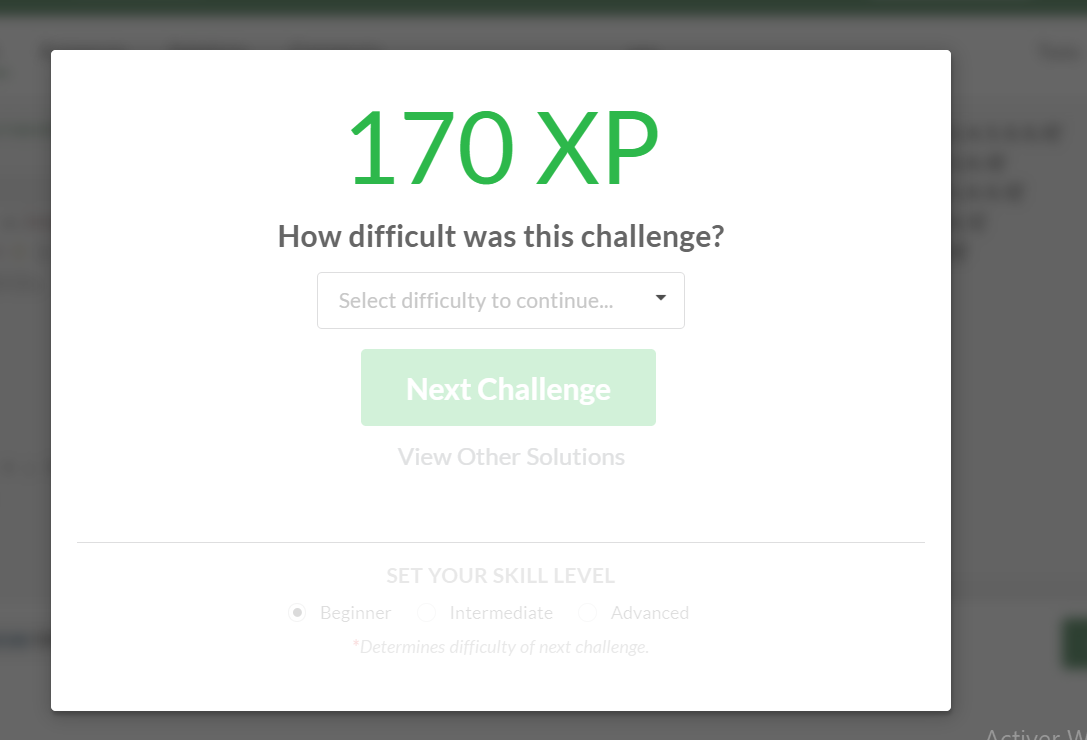 170 XP
How difficult was this challenge?
Select difficulty to continue...
Next Challenge
View Other Solutions
SET YOUR SKILL LEVEL
Beginner Intermediate Advanced
*Determines difficulty of next challenge.
Activer